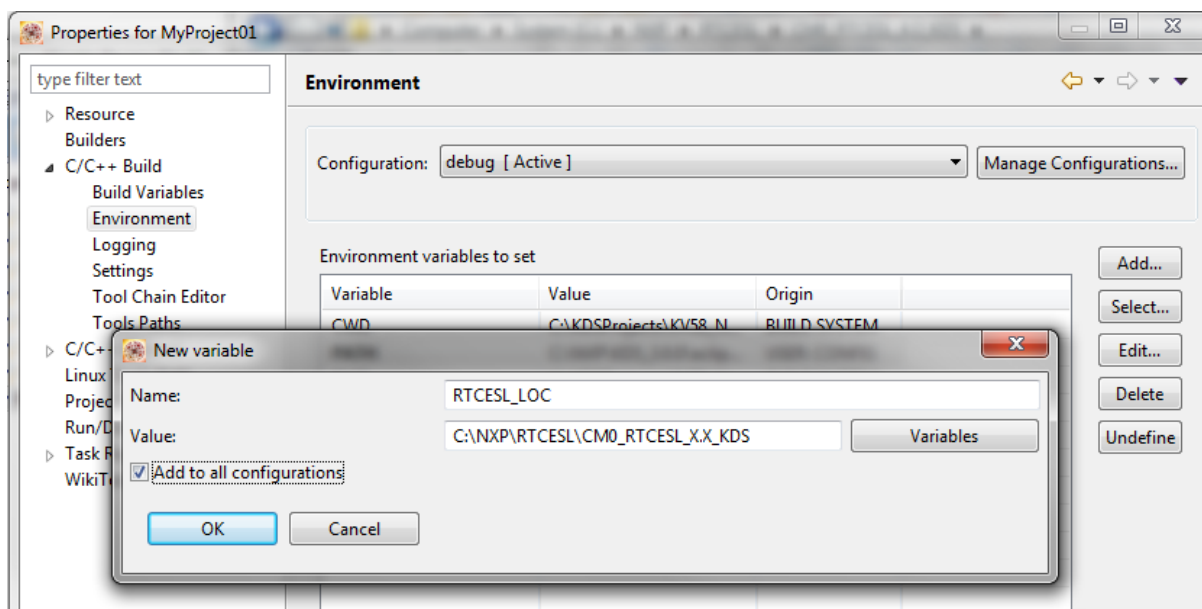 Properties for MyProject01
type filter text
Environment
Resource
Builders
C/C++ Build
Configuration: debug [ Active ] Manage Configurations...
Build Variables
Environment
Logging
Environment variables to set
Add...
Settings
Tool Chain Editor
Variable Value Origin
Select...
Tools Paths
CWD C:\KDSProjects\KV58_N BUILD SYSTEM
C/C+
New variable
Edit...
Linux
Name: RTCESL_LOC
Projec
Delete
Run/D
Value: C:\NXP\RTCESL\CM0_RTCESL_X.X_KDS Variables
Undefine
Task R
Add to all configurations
WikiT
OK Cancel